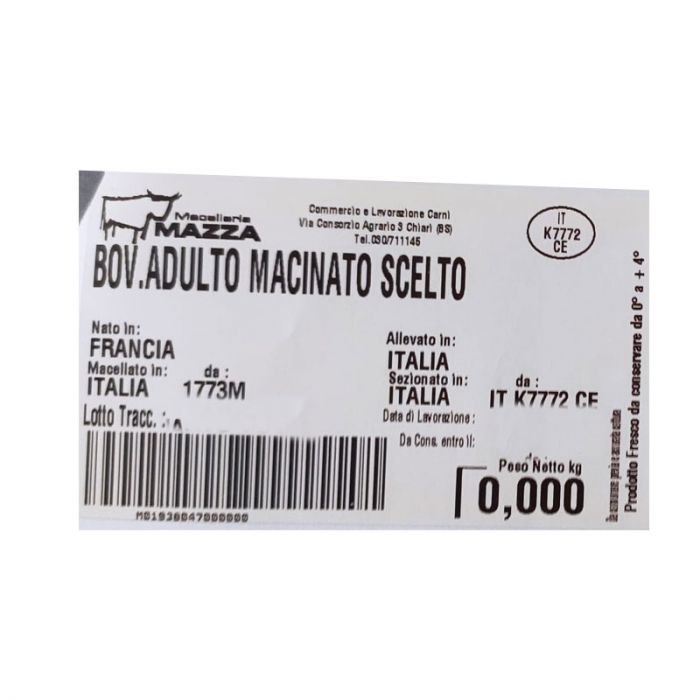 Macelleria
MAZZA
Commercio e Lavorazione Carni
Via Consorzio Agrario 3 Chiari (BS)
Tel.030/711145
IT
K7772
CE
BOV.ADULTO MACINATO SCELTO
Nato in:
FRANCIA
Macellato in: da :
ITALIA 1773M
Allevato in:
ITALIA
Sezionato in: da :
ITALIA IT K7772 CE
Lotto Tracc. :
Data di Lavorazione :
Da Cons. entro il:
Peso Netto kg
0,000
M01936047000000
Prodotto Fresco da conservare da 0° a + 4°